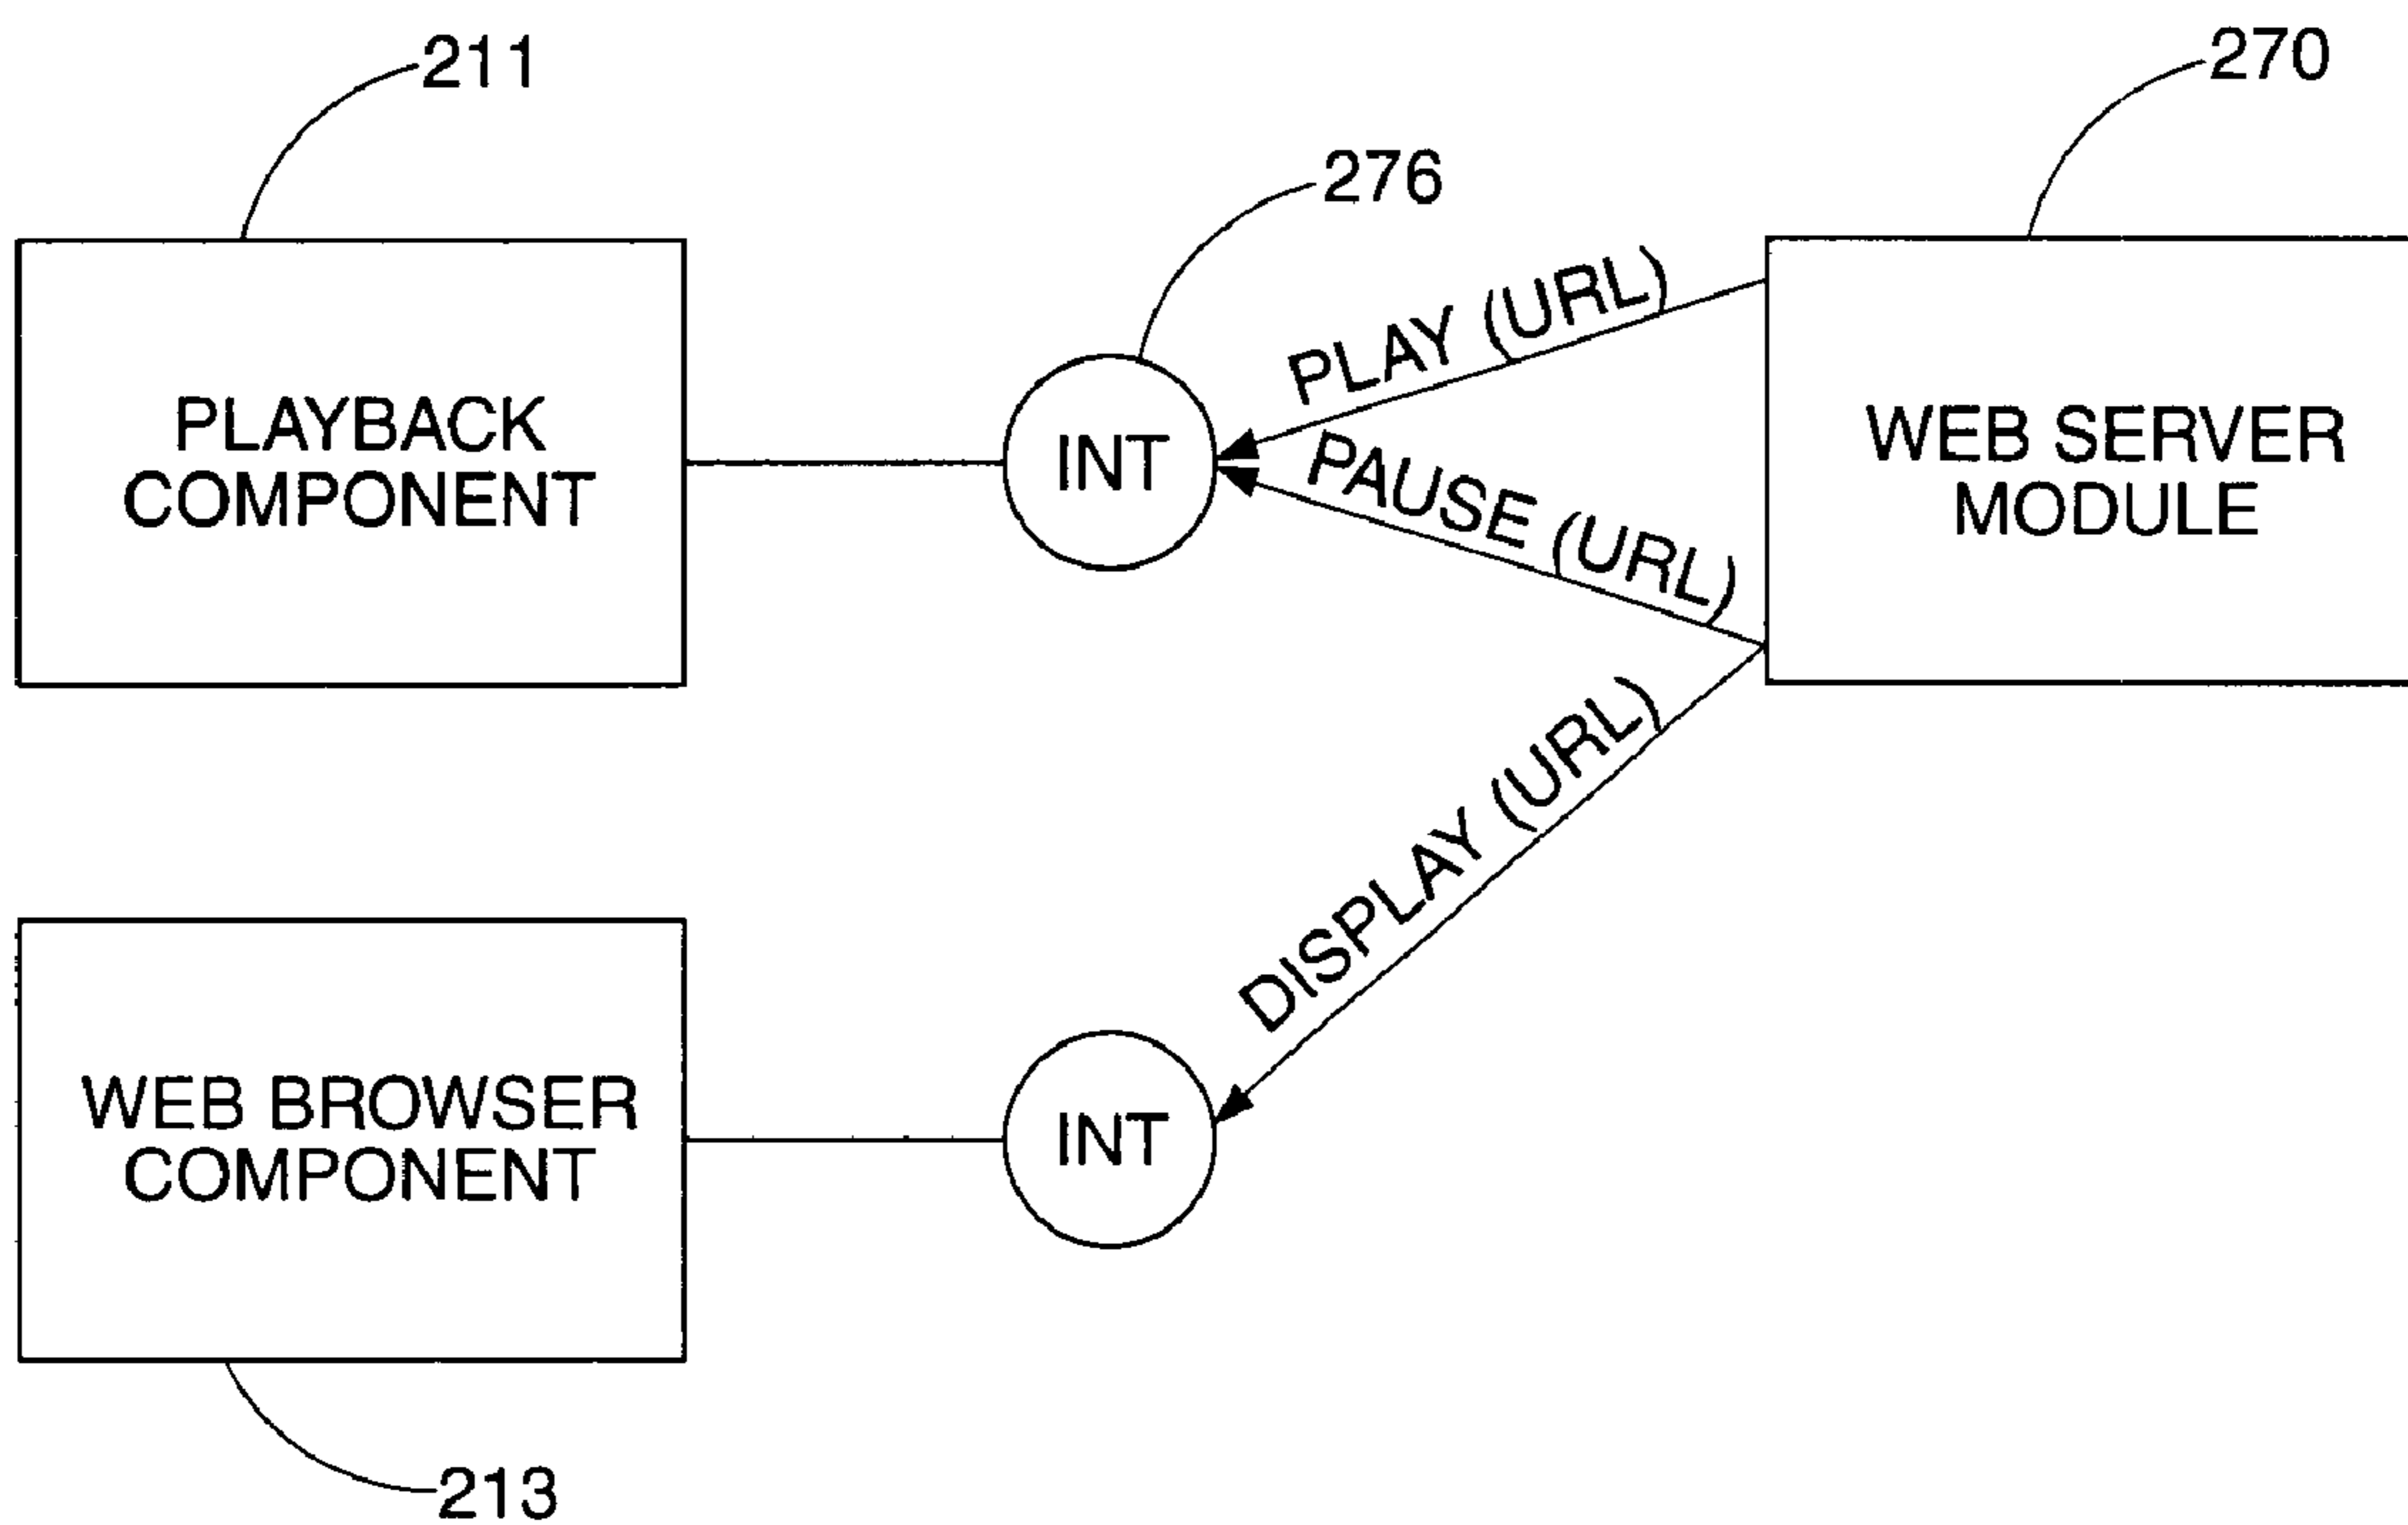 211
270
276
PLAY (URL)
PLAYBACK
COMPONENT
INT
PAUSE (URL)
WEB SERVER
MODULE
DISPLAY (URL)
WEB BROWSER
COMPONENT
INT
213